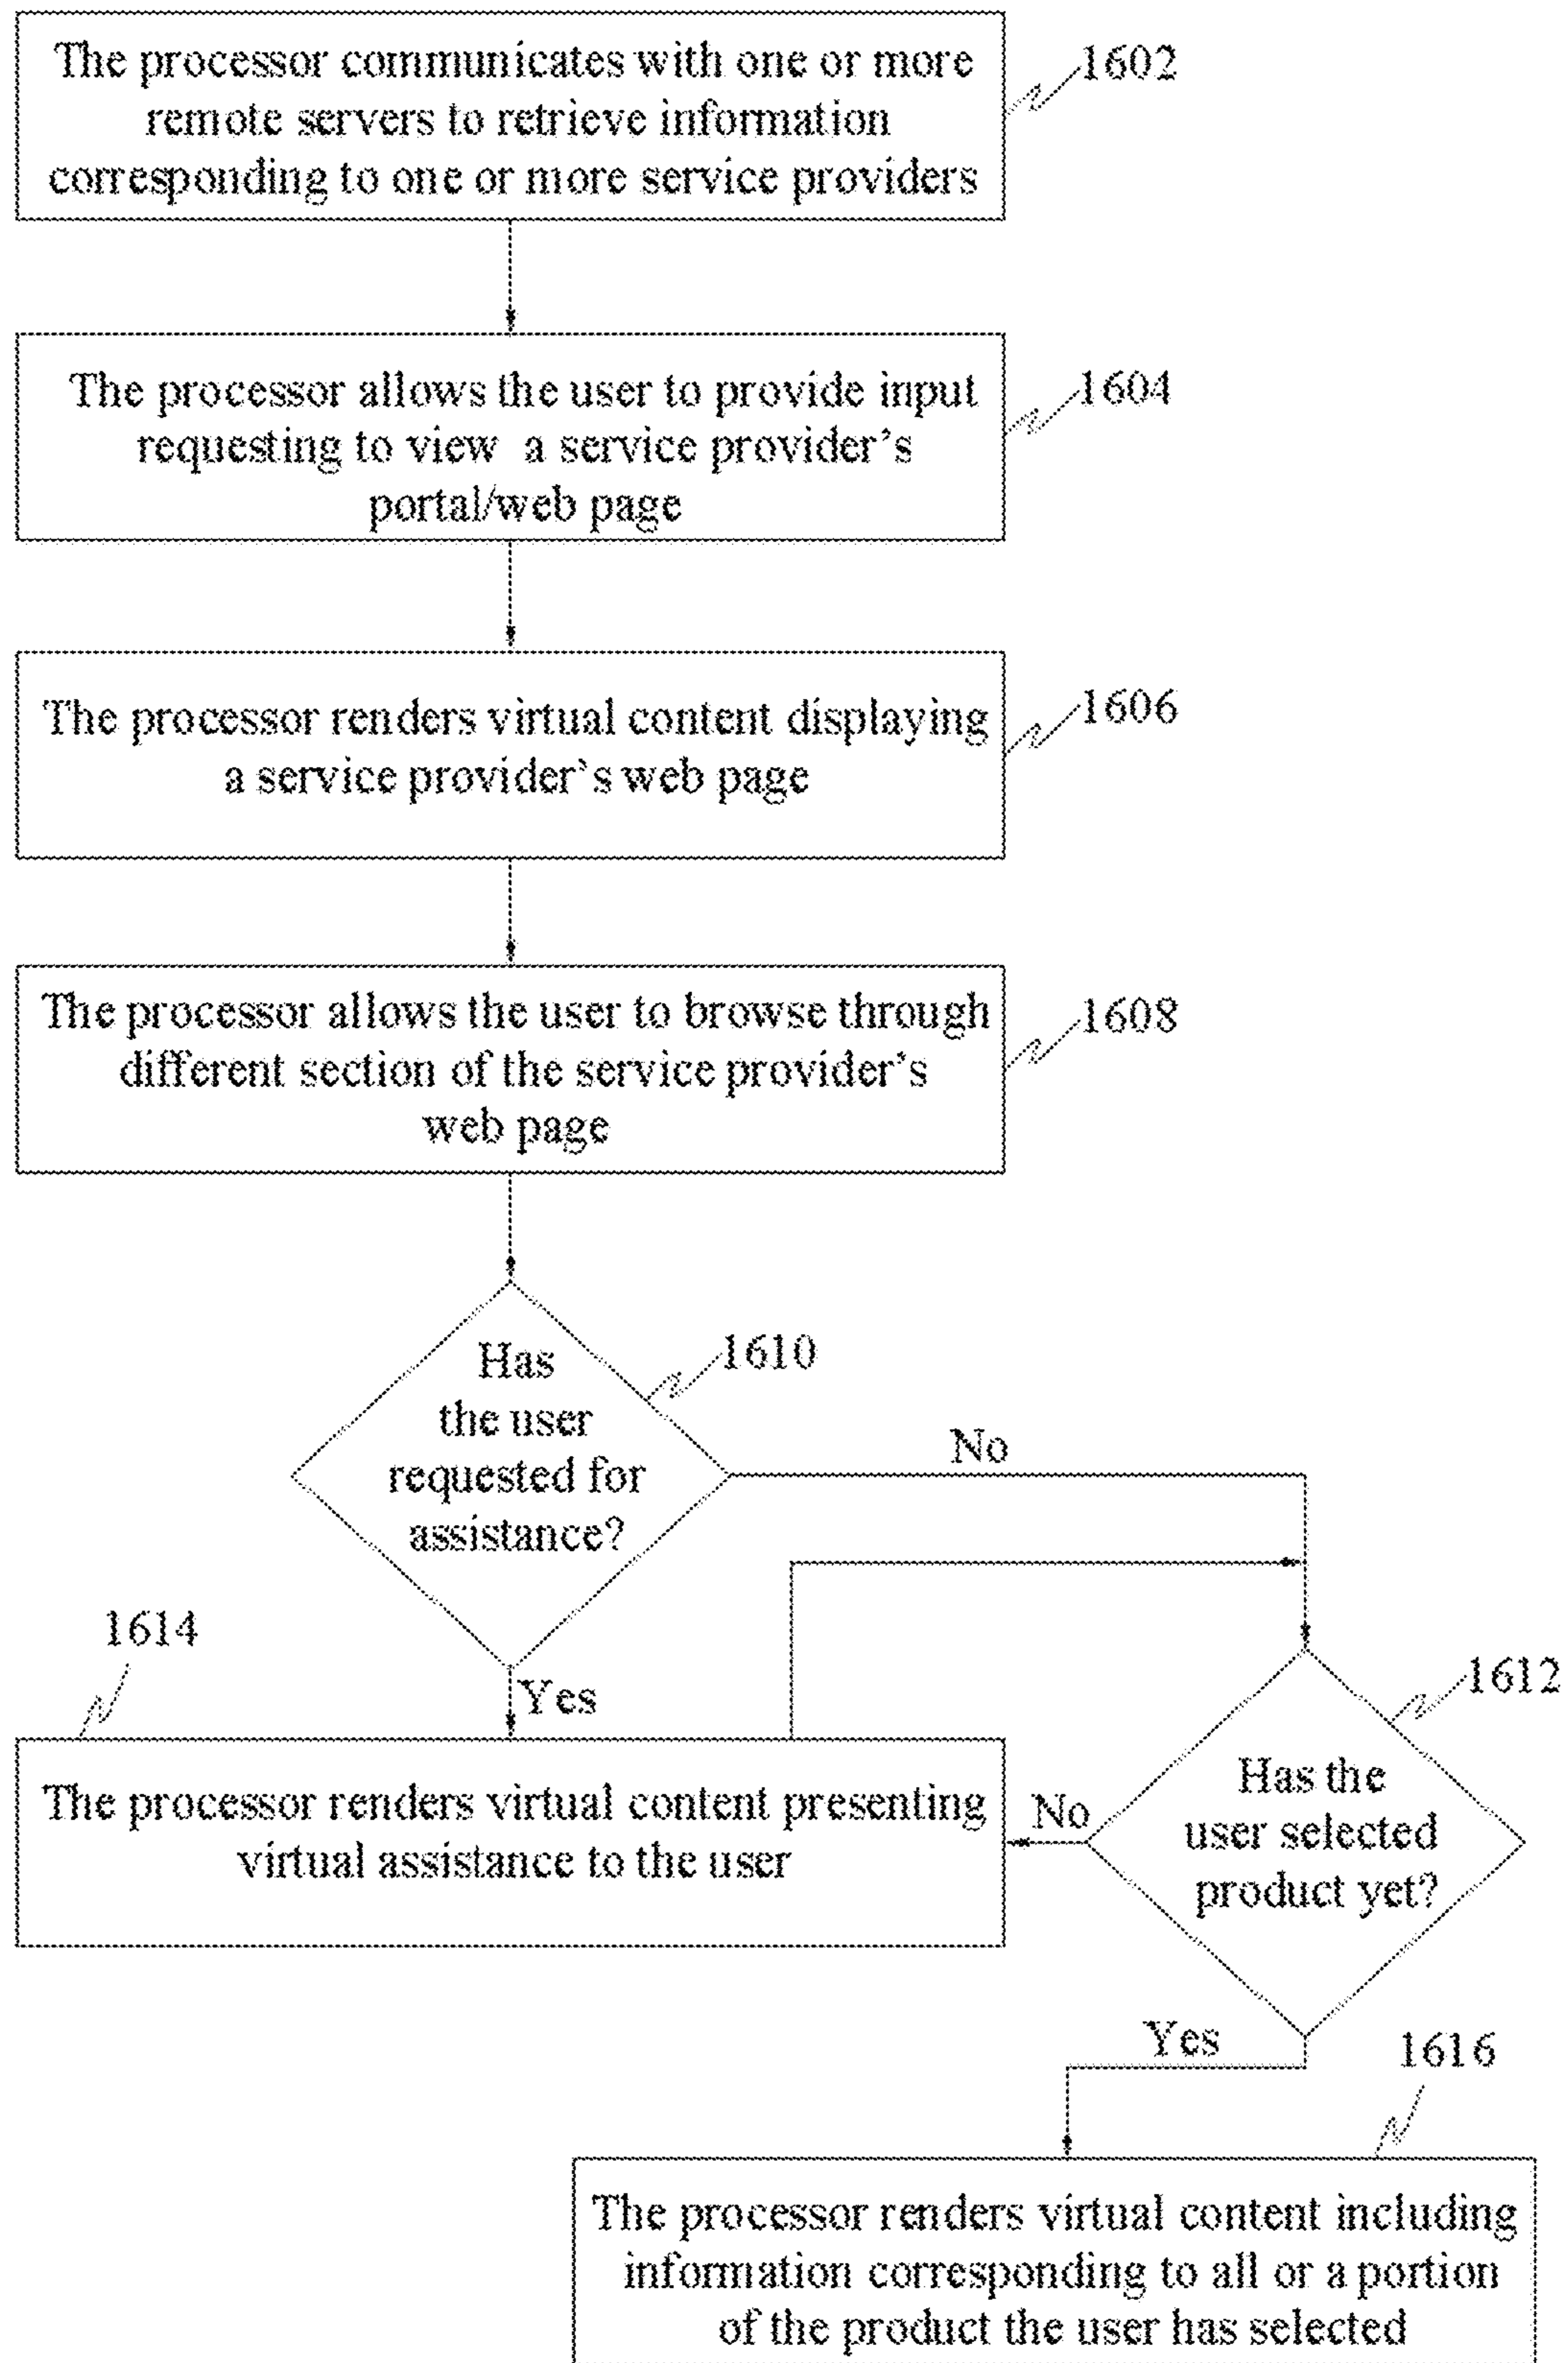 The processor communicates with one or more
remote servers to retrieve information
corresponding to one or more service providers
1602
The processor allows the user to provide input
requesting to view a service provider's
portal/web page
1604
The processor renders virtual content displaying
a service provider's web page
1606
The processor allows the user to browse through
different section of the service provider's
web page
1608
Has
the user
requested for
assistance?
1610
No
Yes
1614
The processor renders virtual content presenting
virtual assistance to the user
No
1612
Has the
user selected
product yet?
Yes
1616
The processor renders virtual content including
information corresponding to all or a portion
of the product the user has selected